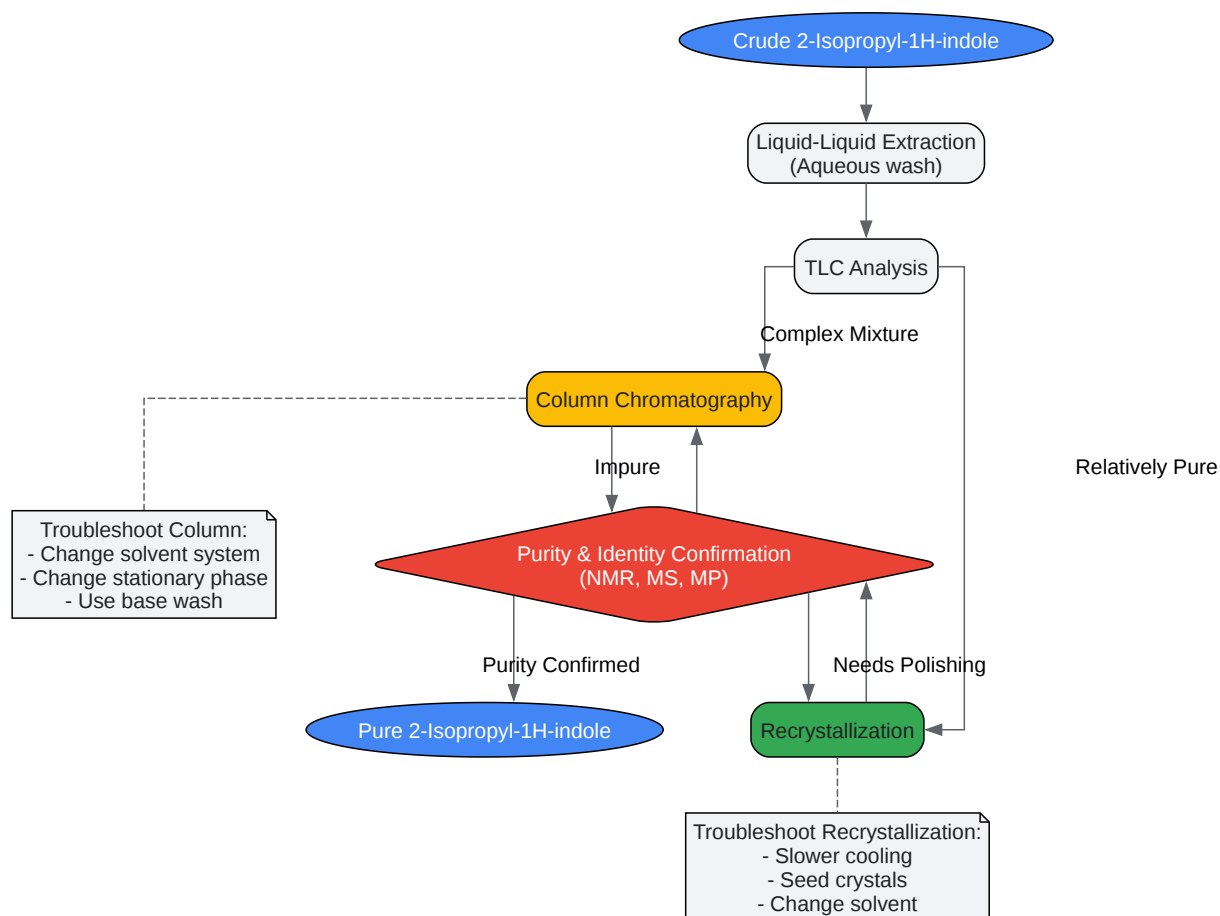 Crude 2-Isopropyl-1H-indole
Liquid-Liquid Extraction
(Aqueous wash)
TLC Analysis
Complex Mixture
Column Chromatography
Impure
Relatively Pure
Troubleshoot Column:
- Change solvent system
- Change stationary phase
- Use base wash
Purity & Identity Confirmation
(NMR, MS, MP)
Purity Confirmed
Needs Polishing
Pure 2-Isopropyl-1H-indole
Recrystallization
Troubleshoot Recrystallization:
- Slower cooling
- Seed crystals
- Change solvent